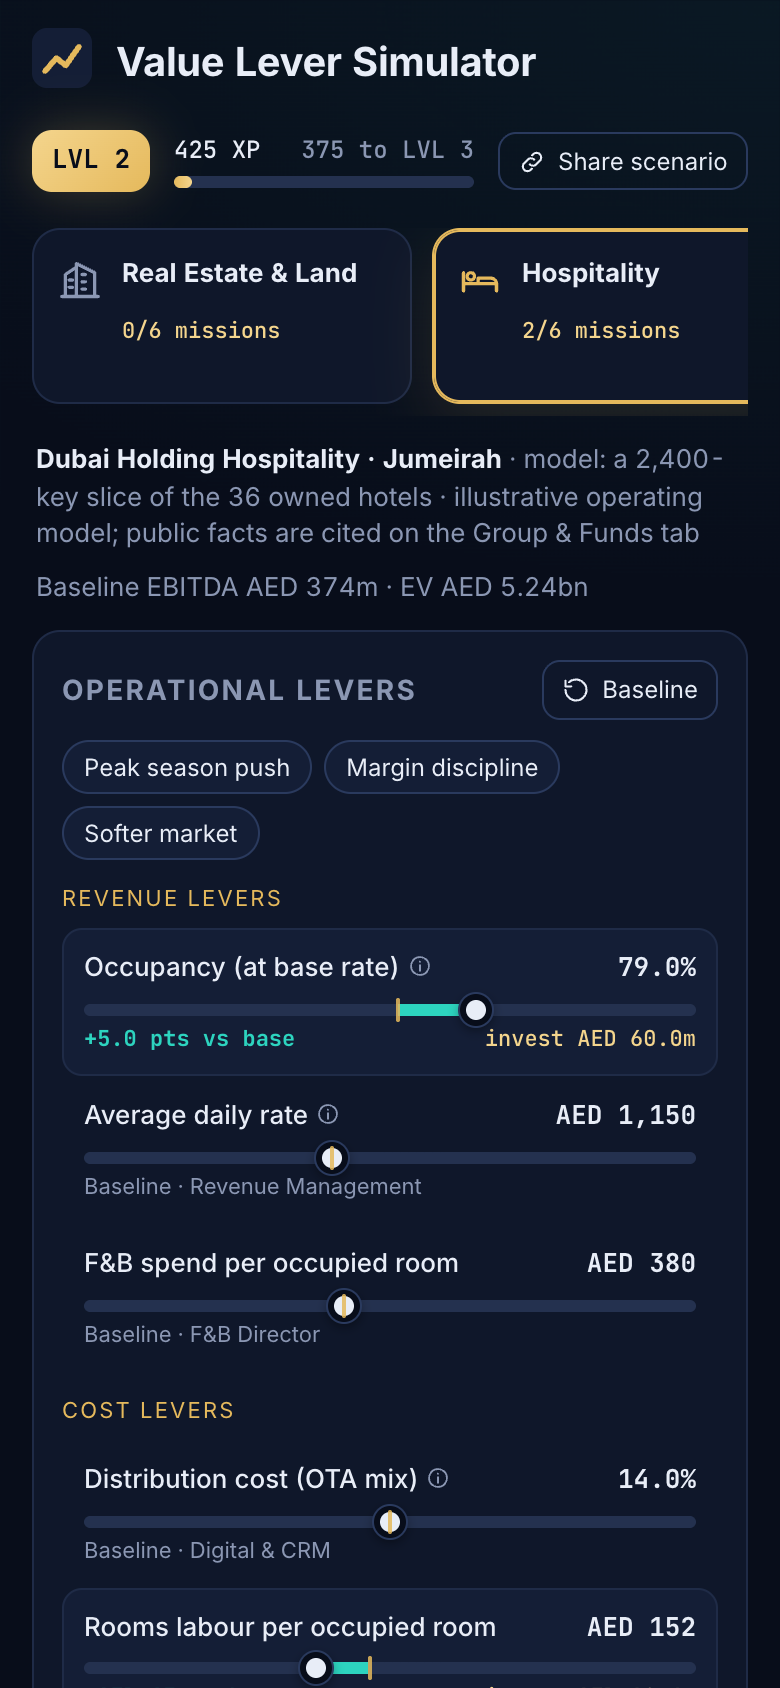 Value Lever Simulator
LVL 2
425 XP 375 to LVL 3
Share scenario
Real Estate & Land
0/6 missions
Hospitality
2/6 missions
Dubai Holding Hospitality · Jumeirah · model: a 2,400-
key slice of the 36 owned hotels · illustrative operating
model; public facts are cited on the Group & Funds tab
Baseline EBITDA AED 374m · EV AED 5.24bn
OPERATIONAL LEVERS
Baseline
Peak season push
Margin discipline
Softer market
REVENUE LEVERS
Occupancy (at base rate) 79.0%
+5.0 pts vs base invest AED 60.0m
Average daily rate AED 1,150
Baseline · Revenue Management
F&B spend per occupied room AED 380
Baseline · F&B Director
COST LEVERS
Distribution cost (OTA mix) 14.0%
Baseline · Digital & CRM
Rooms labour per occupied room AED 152